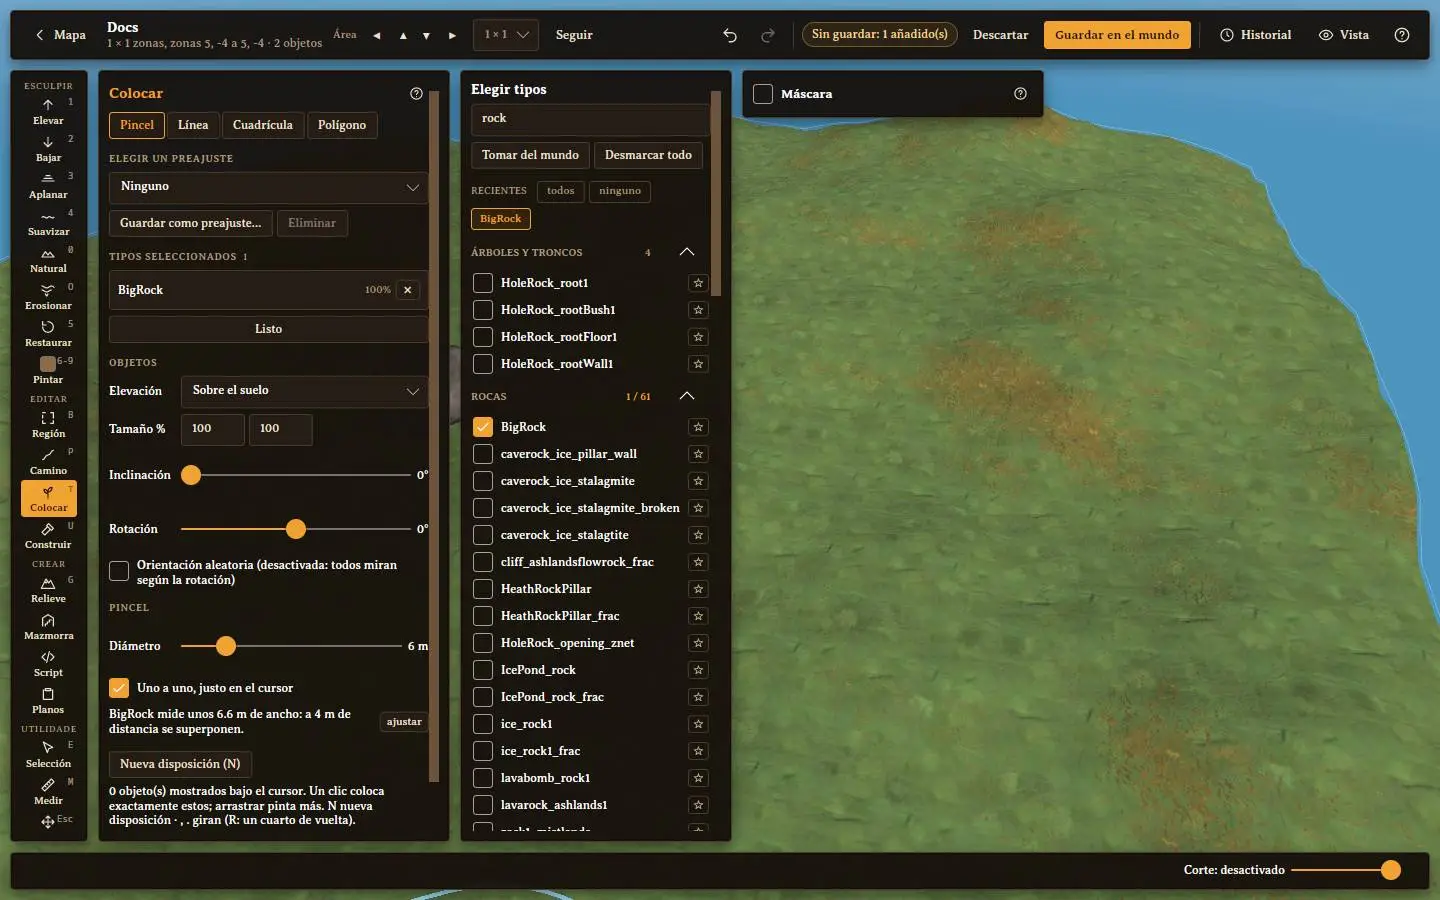 Mapa
Docs
1 × 1 zonas, zonas 5, -4 a 5, -4 · 2 objetos
Área
1 × 1
Seguir
Sin guardar: 1 añadido(s)
Descartar
Guardar en el mundo
Historial
Vista
ESCULPIR
1
Elevar
2
Bajar
3
Aplanar
4
Suavizar
0
Natural
O
Erosionar
5
Restaurar
6-9
Pintar
EDITAR
B
Región
P
Camino
T
Colocar
U
Construir
CREAR
G
Relieve
Mazmorra
Script
Planos
UTILIDADE
E
Selección
M
Medir
Esc
Colocar
Pincel
Línea
Cuadrícula
Polígono
ELEGIR UN PREAJUSTE
Ninguno
Guardar como preajuste...
Eliminar
TIPOS SELECCIONADOS 1
BigRock
100%
Listo
OBJETOS
Elevación
Sobre el suelo
Tamaño %
100
100
Inclinación
0°
Rotación
0°
Orientación aleatoria (desactivada: todos miran
según la rotación)
PINCEL
Diámetro
6 m
Uno a uno, justo en el cursor
BigRock mide unos 6.6 m de ancho: a 4 m de
distancia se superponen.
ajustar
Nueva disposición (N)
0 objeto(s) mostrados bajo el cursor. Un clic coloca
exactamente estos; arrastrar pinta más. N nueva
disposición · , . giran (R: un cuarto de vuelta).
Elegir tipos
rock
Tomar del mundo
Desmarcar todo
RECIENTES
todos
ninguno
BigRock
ÁRBOLES Y TRONCOS
4
HoleRock_root1
HoleRock_rootBush1
HoleRock_rootFloor1
HoleRock_rootWall1
ROCAS
1 / 61
BigRock
caverock_ice_pillar_wall
caverock_ice_stalagmite
caverock_ice_stalagmite_broken
caverock_ice_stalagtite
cliff_ashlandsflowrock_frac
HeathRockPillar
HeathRockPillar_frac
HoleRock_opening_znet
IcePond_rock
IcePond_rock_frac
ice_rock1
ice_rock1_frac
lavabomb_rock1
lavarock_ashlands1
Máscara
Corte: desactivado